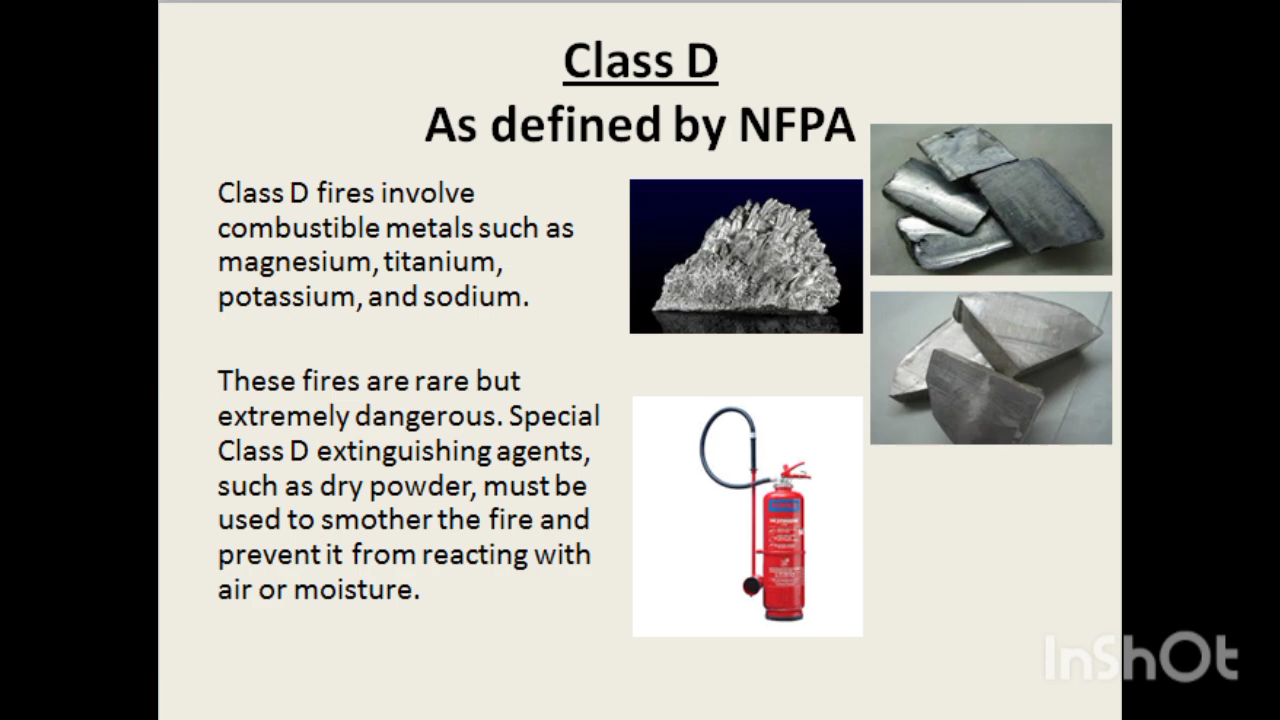 Class D
As defined by NFPA
Class D fires involve
combustible metals such as
magnesium, titanium,
potassium, and sodium.
These fires are rare but
extremely dangerous. Special
Class D extinguishing agents,
such as dry powder, must be
used to smother the fire and
prevent it from reacting with
air or moisture.
InShOt